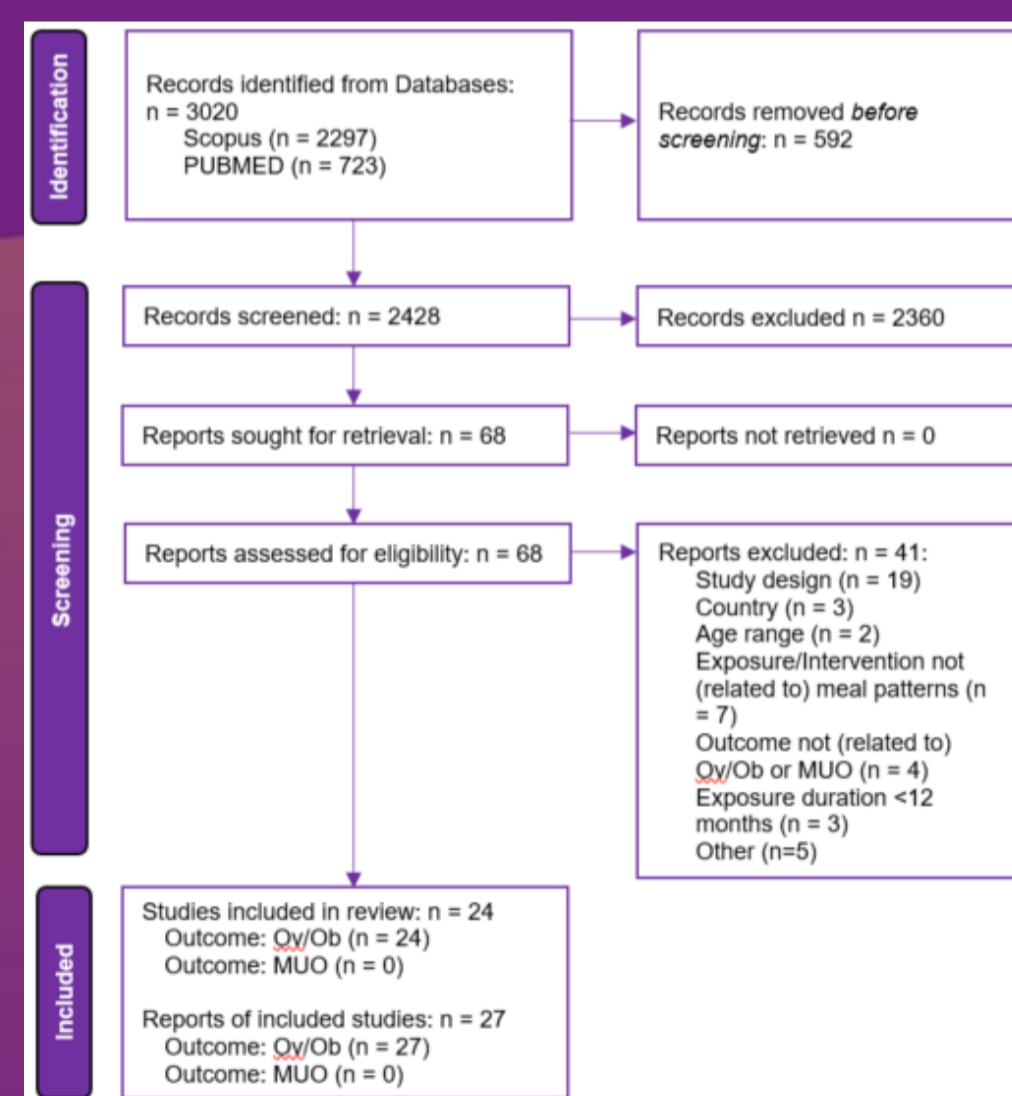 Identification
Records identified from Databases:
n = 3020
Scopus (n = 2297)
PUBMED (n = 723)
Records removed before
screening: n = 592
Screening
Records screened: n = 2428
Records excluded n = 2360
Reports sought for retrieval: n = 68
Reports not retrieved n = 0
Reports assessed for eligibility: n = 68
Reports excluded: n = 41:
Study design (n = 19)
Country (n = 3)
Age range (n = 2)
Exposure/Intervention not
(related to) meal patterns (n
= 7)
Outcome not (related to)
Ov/Ob or MUO (n = 4)
Exposure duration <12
months (n = 3)
Other (n=5)
Included
Studies included in review: n = 24
Outcome: Ov/Ob (n = 24)
Outcome: MUO (n = 0)
Reports of included studies: n = 27
Outcome: Ov/Ob (n = 27)
Outcome: MUO (n = 0)